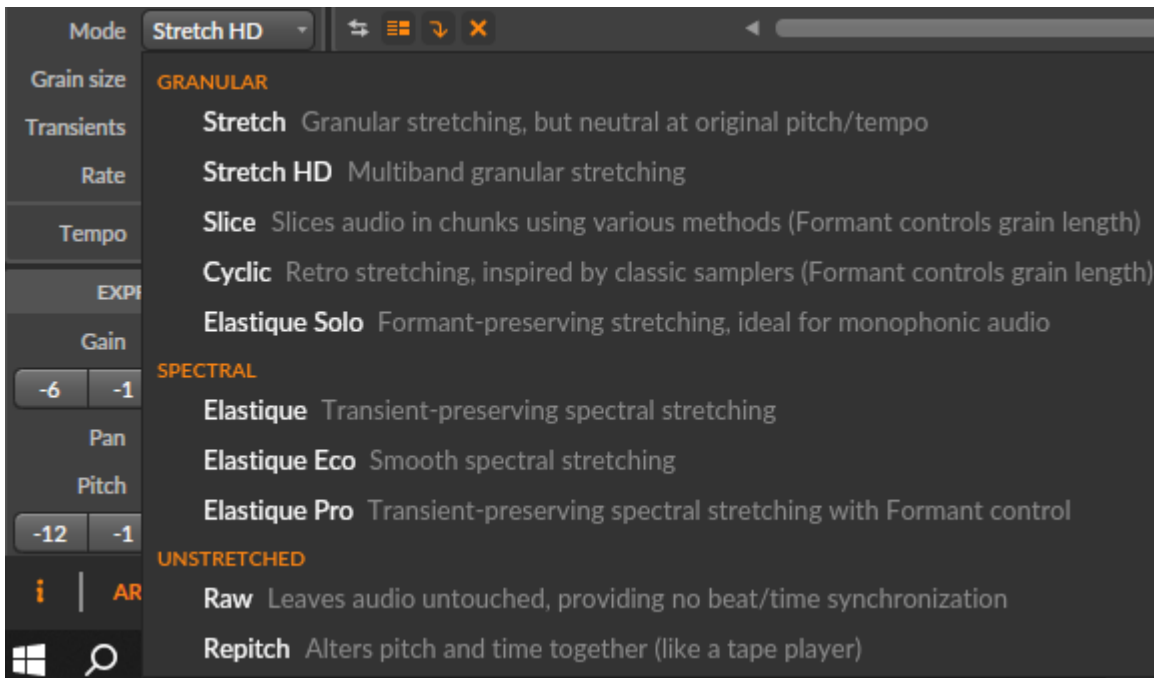 Mode Stretch HD
Grain size
Transients
Rate
Tempo
EXPR
Gain
-6 -1
Pan
Pitch
-12 -1
i AR
GRANULAR
Stretch Granular stretching, but neutral at original pitch/tempo
Stretch HD Multiband granular stretching
Slice Slices audio in chunks using various methods (Formant controls grain length)
Cyclic Retro stretching, inspired by classic samplers (Formant controls grain length)
Elastique Solo Formant-preserving stretching, ideal for monophonic audio
SPECTRAL
Elastique Transient-preserving spectral stretching
Elastique Eco Smooth spectral stretching
Elastique Pro Transient-preserving spectral stretching with Formant control
UNSTRETCHED
Raw Leaves audio untouched, providing no beat/time synchronization
Repitch Alters pitch and time together (like a tape player)